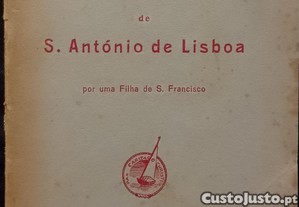 de
S. António de Lisboa
por uma Filha de S. Francisco
CustoJusto.pt